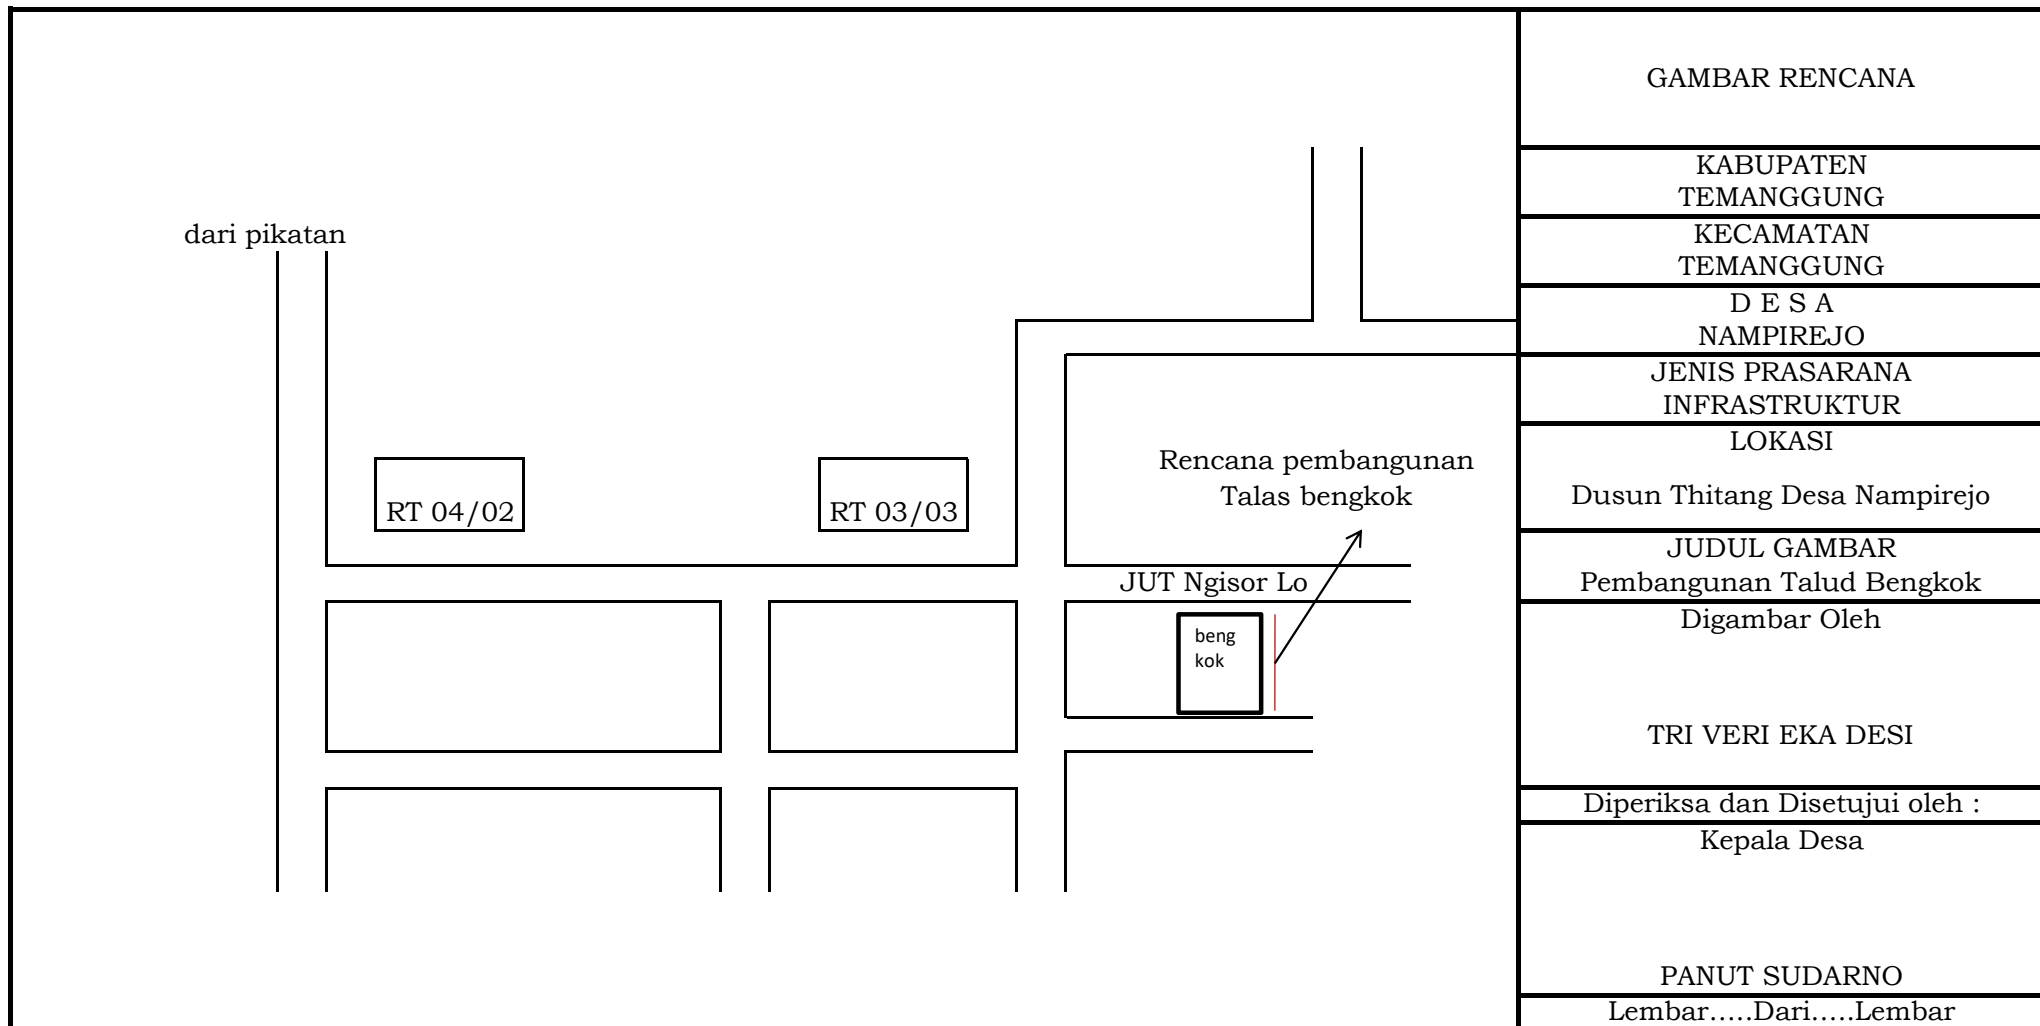 dari pikatan
RT 04/02
RT 03/03
Rencana pembangunan
Talas bengkok
JUT Ngisor Lo
beng
kok
GAMBAR RENCANA
KABUPATEN
TEMANGGUNG
KECAMATAN
TEMANGGUNG
D E S A
NAMPIREJO
JENIS PRASARANA
INFRASTRUKTUR
LOKASI
Dusun Thitang Desa Nampirejo
JUDUL GAMBAR
Pembangunan Talud Bengkok
Digambar Oleh
TRI VERI EKA DESI
Diperiksa dan Disetujui oleh :
Kepala Desa
PANUT SUDARNO
Lembar.....Dari.....Lembar